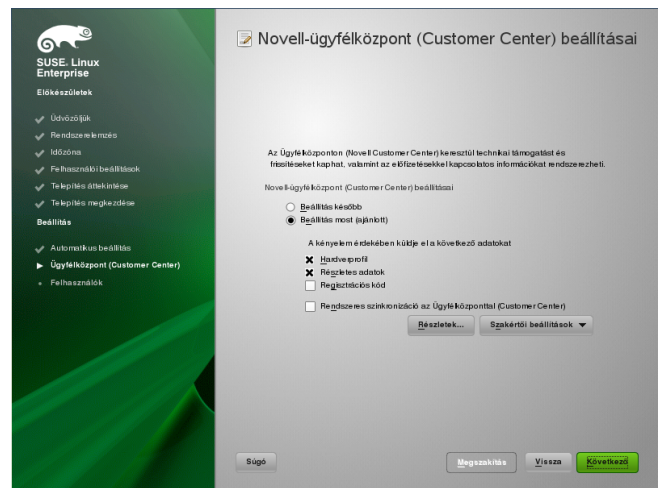 SUSE. Linux
Enterprise
Előkészületek
Üdvözöljük
Rendszerelemzés
Időzóna
Felhasználói beállítások
Telepítés áttekintése
Telepítés megkezdése
Beállítás
Automatikus beállítás
Ügyfélközpont (Customer Center)
Felhasználók
Novell-ügyfélközpont (Customer Center) beállításai
Az Ügyfélközponton (Novell Customer Center) keresztül technikai támogatást és
frissítéseket kaphat, valamint az előfizetésekkel kapcsolatos információkat rendszerezheti.
Novell-ügyfélközpont (Customer Center) beállításai
Beállítás később
Beállítás most (ajánlott)
A kényelem érdekében küldje el a következő adatokat
Hardverprofil
Részletes adatok
Regisztrációs kód
Rendszeres szinkronizáció az Ügyfélközponttal (Customer Center)
Részletek...
Szakértői beállítások
Súgó
Megszakítás
Vissza
Következő